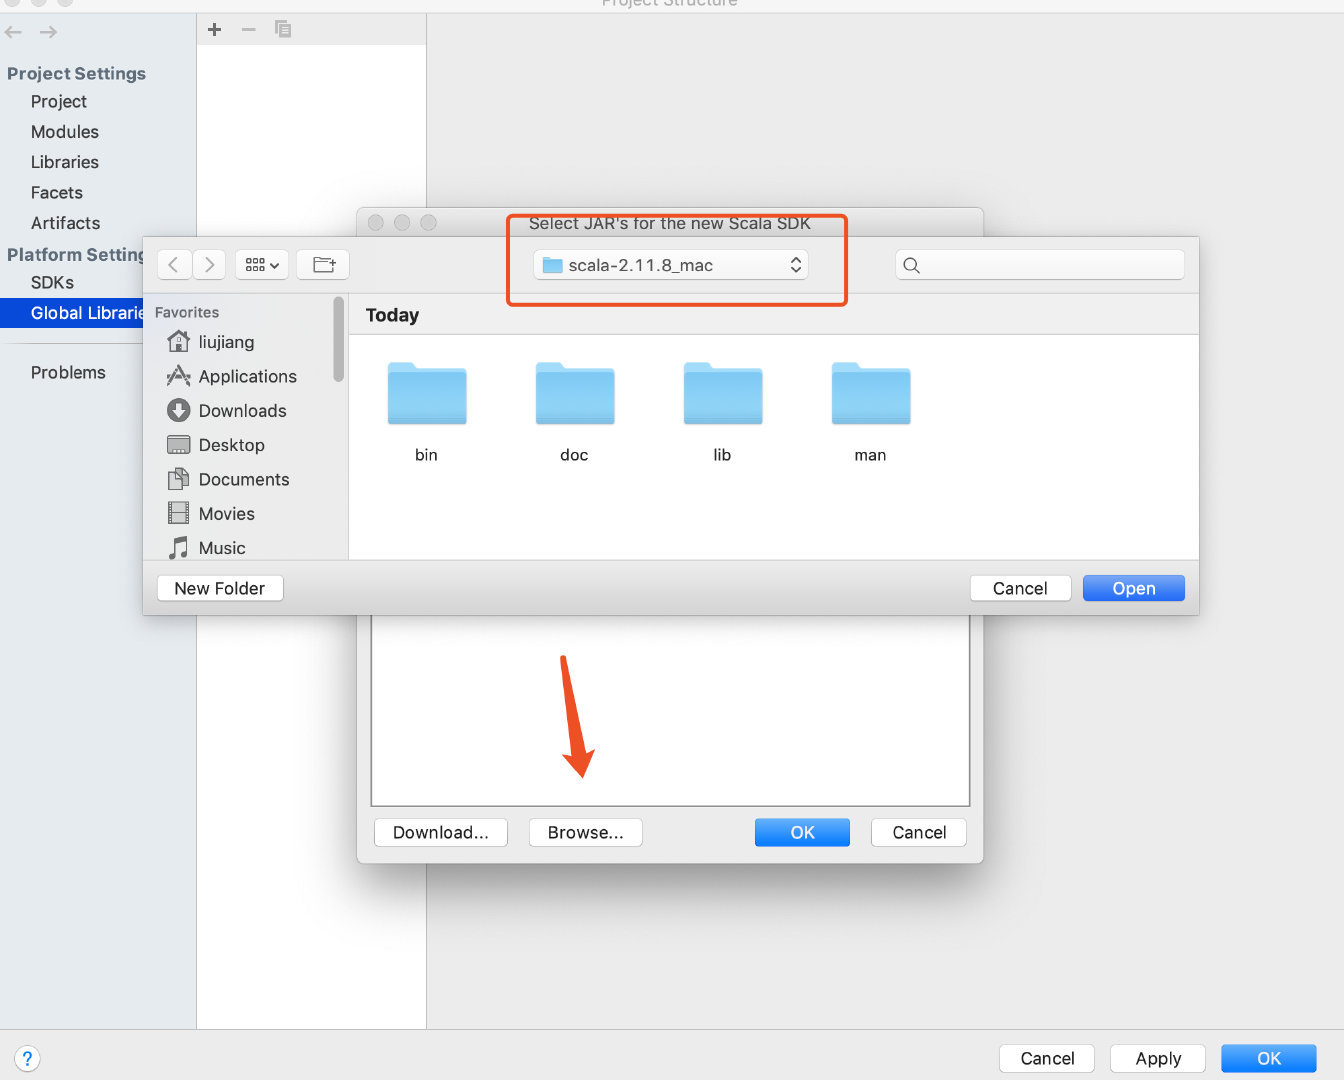 Project Structure
Project Settings
Project
Modules
Libraries
Facets
Artifacts
Platform Setting
SDKs
Global Librarie
Problems
Select JAR's for the new Scala SDK
scala-2.11.8_mac
Favorites
liujiang
Applications
Downloads
Desktop
Documents
Movies
Music
Today
bin
doc
lib
man
New Folder
Cancel
Open
Download...
Browse...
OK
Cancel
?
Cancel
Apply
OK